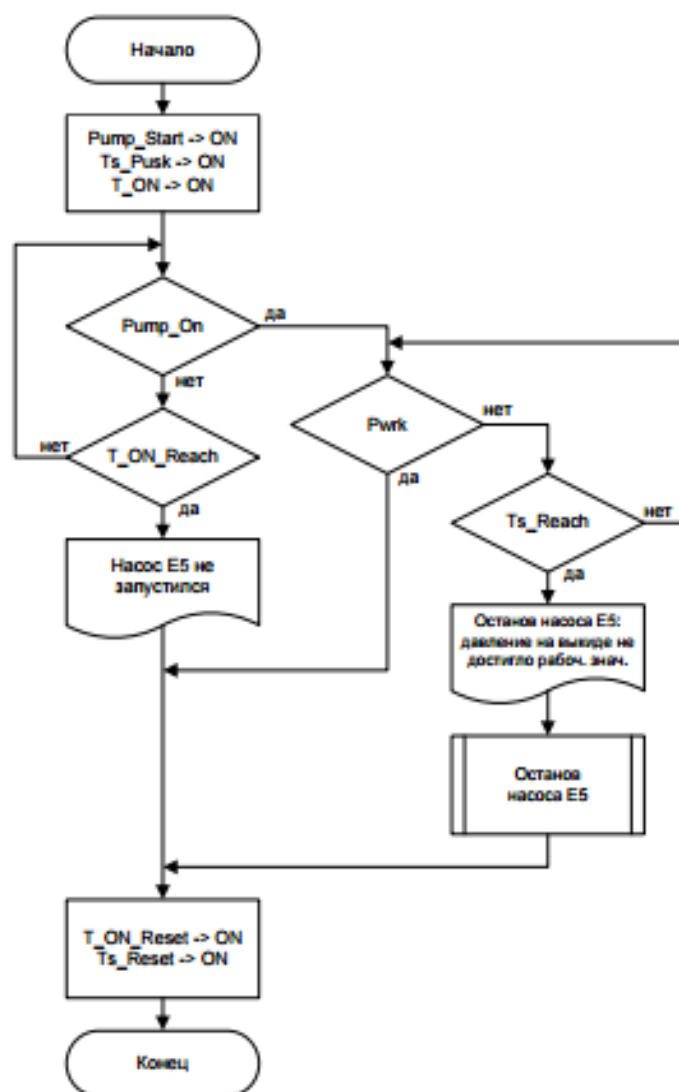 Начало
Pump_Start -> ON
Ts_Pusk -> ON
T_ON -> ON
Pump_On
да
нет
Pwrk
нет
да
T_ON_Reach
нет
да
Ts_Reach
нет
да
Насос Е5 не
запустился
Останов насоса Е5:
давление на выкиде не
достигло рабоч. знач.
Останов
насоса Е5
T_ON_Reset -> ON
Ts_Reset -> ON
Конец